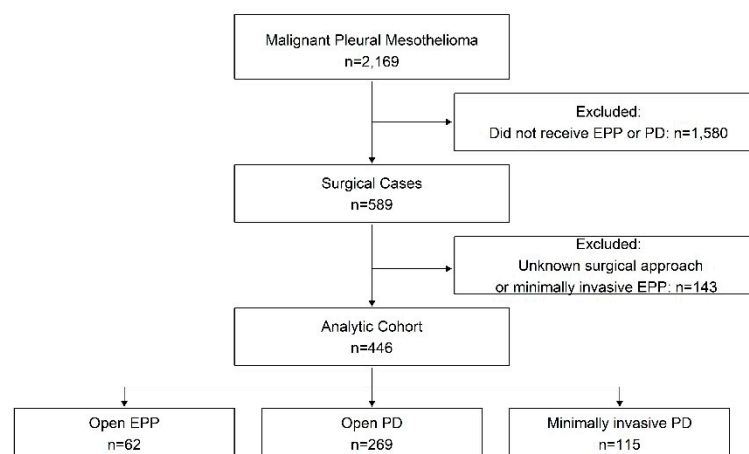 Malignant Pleural Mesothelioma
n=2,169
Excluded:
Did not receive EPP or PD: n=1,580
Surgical Cases
n=589
Excluded:
Unknown surgical approach
or minimally invasive EPP: n=143
Analytic Cohort
n=446
Open EPP
n=62
Open PD
n=269
Minimally invasive PD
n=115